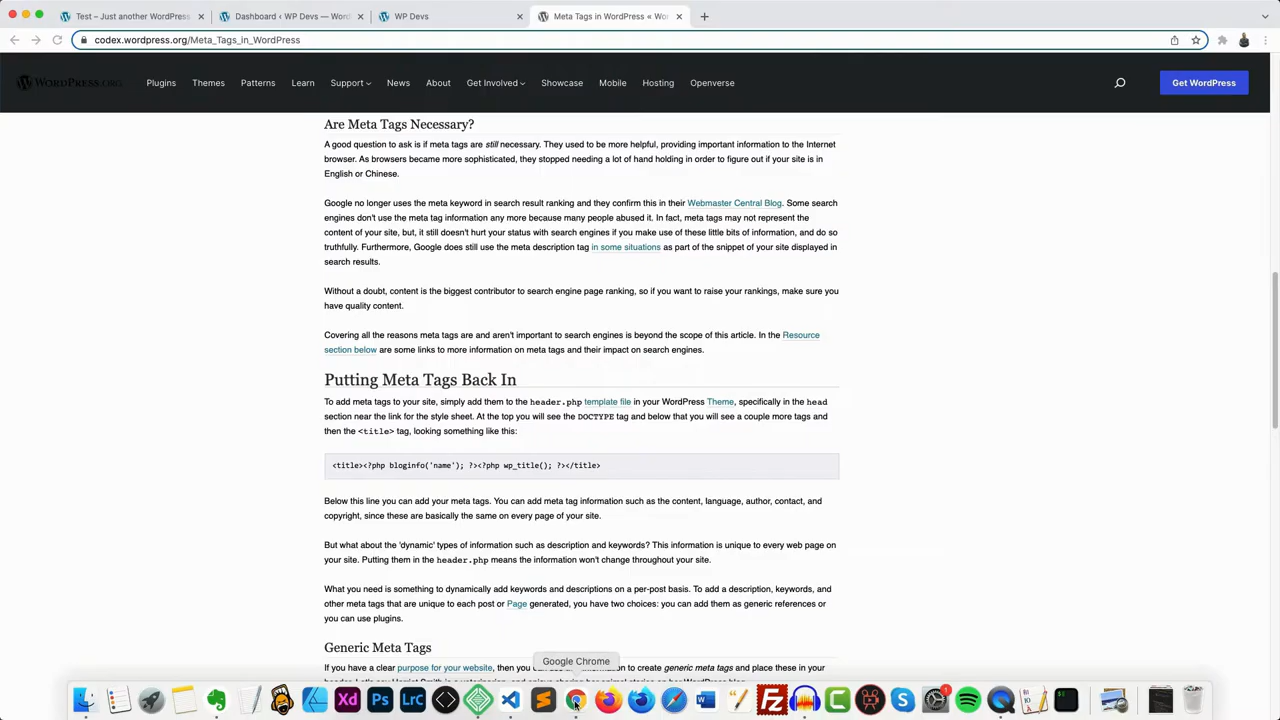 Test – Just another WordPress
Dashboard ‹ WP Devs — Word
WP Devs
Meta Tags in WordPress « Wor
codex.wordpress.org/Meta_Tags_in_WordPress
WORDPRESS.ORG
Plugins
Themes
Patterns
Learn
Support
News
About
Get Involved
Showcase
Mobile
Hosting
Openverse
Get WordPress
Are Meta Tags Necessary?
A good question to ask is if meta tags are still necessary. They used to be more helpful, providing important information to the Internet
browser. As browsers became more sophisticated, they stopped needing a lot of hand holding in order to figure out if your site is in
English or Chinese.
Google no longer uses the meta keyword in search result ranking and they confirm this in their Webmaster Central Blog. Some search
engines don't use the meta tag information any more because many people abused it. In fact, meta tags may not represent the
content of your site, but, it still doesn't hurt your status with search engines if you make use of these little bits of information, and do so
truthfully. Furthermore, Google does still use the meta description tag in some situations as part of the snippet of your site displayed in
search results.
Without a doubt, content is the biggest contributor to search engine page ranking, so if you want to raise your rankings, make sure you
have quality content.
Covering all the reasons meta tags are and aren't important to search engines is beyond the scope of this article. In the Resource
section below are some links to more information on meta tags and their impact on search engines.
Putting Meta Tags Back In
To add meta tags to your site, simply add them to the header.php template file in your WordPress Theme, specifically in the head
section near the link for the style sheet. At the top you will see the DOCTYPE tag and below that you will see a couple more tags and
then the <title> tag, looking something like this:
<title><?php bloginfo('name'); ?><?php wp_title(); ?></title>
Below this line you can add your meta tags. You can add meta tag information such as the content, language, author, contact, and
copyright, since these are basically the same on every page of your site.
But what about the 'dynamic' types of information such as description and keywords? This information is unique to every web page on
your site. Putting them in the header.php means the information won't change throughout your site.
What you need is something to dynamically add keywords and descriptions on a per-post basis. To add a description, keywords, and
other meta tags that are unique to each post or Page generated, you have two choices: you can add them as generic references or
you can use plugins.
Generic Meta Tags
Google Chrome
If you have a clear purpose for your website, then you can use information to create generic meta tags and place these in your
Xd
Ps
LrC
W
Fz
C
S
1